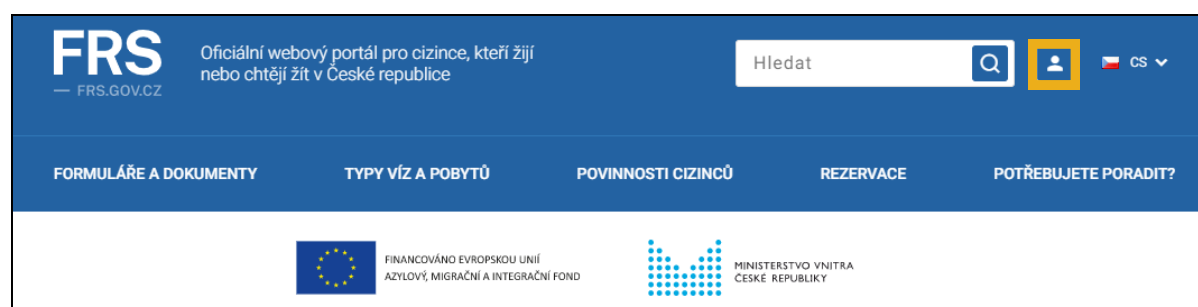 FRS
— FRS.GOV.CZ
Oficiální webový portál pro cizince, kteří žijí
nebo chtějí žít v České republice
Hledat
CS
FORMULÁŘE A DOKUMENTY
TYPY VÍZ A POBYTŮ
POVINNOSTI CIZINCŮ
REZERVACE
POTŘEBUJETE PORADIT?
FINANCOVÁNO EVROPSKOU UNIÍ
AZYLOVÝ, MIGRAČNÍ A INTEGRAČNÍ FOND
MINISTERSTVO VNITRA
ČESKÉ REPUBLIKY